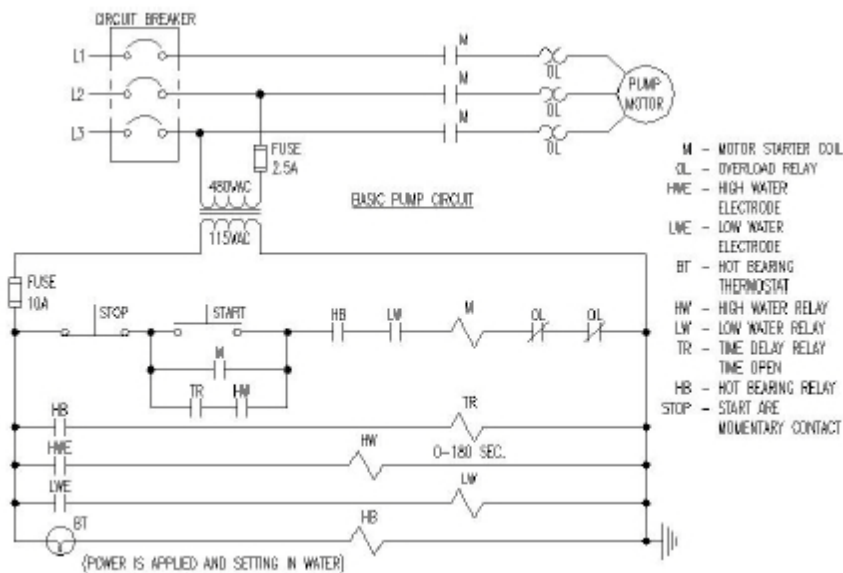 CIRCUIT BREAKER
L1
M
OL
L2
M
OL
PUMP
MOTOR
L3
M
OL
FUSE
2.5A
480VAC
115VAC
BASIC PUMP CIRCUIT
M - MOTOR STARTER COIL
OL - OVERLOAD RELAY
HWE - HIGH WATER
ELECTRODE
LWE - LOW WATER
ELECTRODE
BT - HOT BEARING
THERMOSTAT
HW - HIGH WATER RELAY
LW - LOW WATER RELAY
TR - TIME DELAY RELAY
TIME OPEN
HB - HOT BEARING RELAY
STOP - START ARE
MOMENTARY CONTACT
FUSE
10A
STOP
START
HB
LW
M
OL
OL
M
TR
HW
HB
TR
HWE
HW
0-180 SEC.
LWE
LW
BT
HB
(POWER IS APPLIED AND SETTING IN WATER)